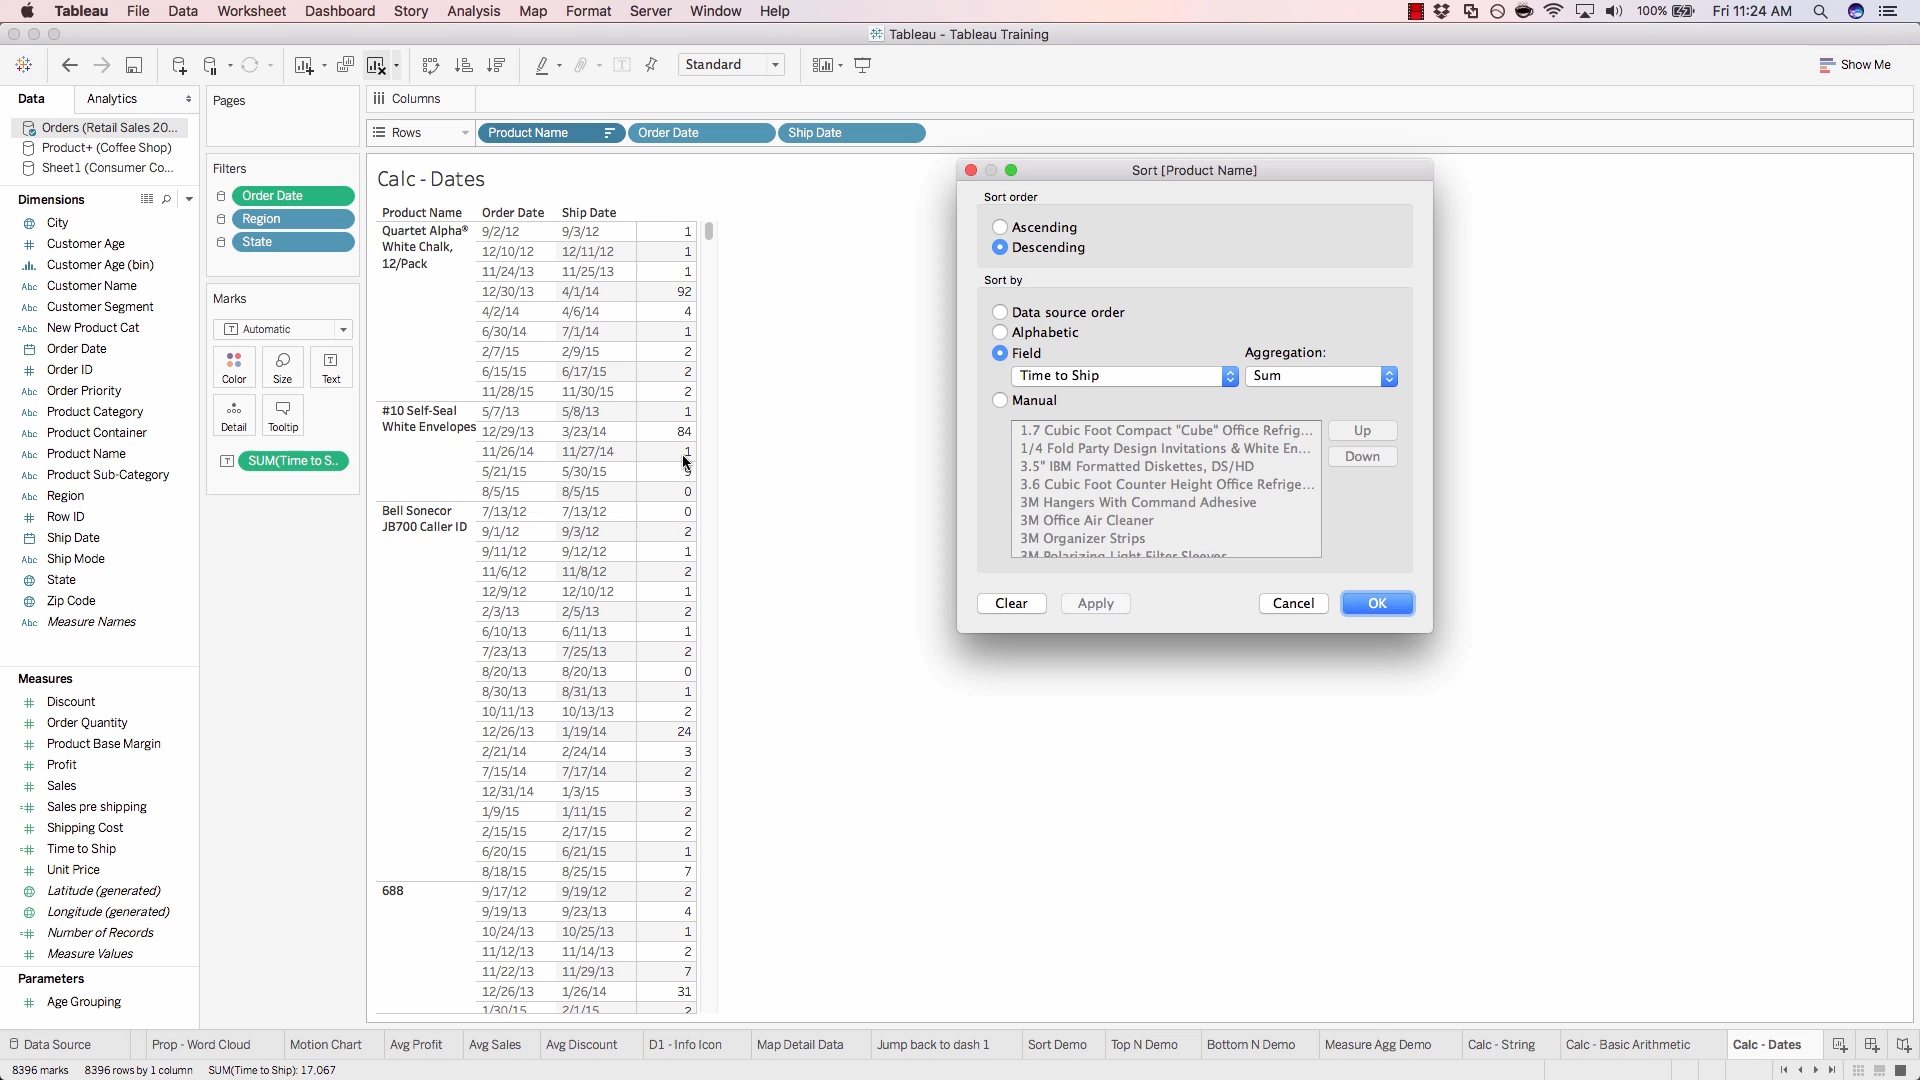 Tableau File Data Worksheet Dashboard Story Analysis Map Format Server Window Help 100% Fri 11:24 AM
Tableau - Tableau Training
Standard Show Me
Data Analytics
Orders (Retail Sales 20...
Product+ (Coffee Shop)
Sheet1 (Consumer Co...
Dimensions
City
Customer Age
Customer Age (bin)
Customer Name
Customer Segment
=Abc New Product Cat
Order Date
Order ID
Abc Order Priority
Abc Product Category
Abc Product Container
Abc Product Name
Abc Product Sub-Category
Abc Region
Row ID
Ship Date
Abc Ship Mode
State
Zip Code
Abc Measure Names
Measures
Discount
Order Quantity
Product Base Margin
Profit
Sales
Sales pre shipping
Shipping Cost
Time to Ship
Unit Price
Latitude (generated)
Longitude (generated)
Number of Records
Measure Values
Parameters
Age Grouping
Pages
Filters
Order Date
Region
State
Marks
Automatic
Color Size Text
Detail Tooltip
SUM(Time to S..
Columns
Rows Product Name Order Date Ship Date
Calc - Dates
Product Name Order Date Ship Date
Quartet Alpha® 9/2/12 9/3/12 1
White Chalk, 12/10/12 12/11/12 1
12/Pack 11/24/13 11/25/13 1
12/30/13 4/1/14 92
4/2/14 4/6/14 4
6/30/14 7/1/14 1
2/7/15 2/9/15 2
6/15/15 6/17/15 2
11/28/15 11/30/15 2
#10 Self-Seal 5/7/13 5/8/13 1
White Envelopes 12/29/13 3/23/14 84
11/26/14 11/27/14 1
5/21/15 5/30/15 9
8/5/15 8/5/15 0
Bell Sonecor 7/13/12 7/13/12 0
JB700 Caller ID 9/1/12 9/3/12 2
9/11/12 9/12/12 1
11/6/12 11/8/12 2
12/9/12 12/10/12 1
2/3/13 2/5/13 2
6/10/13 6/11/13 1
7/23/13 7/25/13 2
8/20/13 8/20/13 0
8/30/13 8/31/13 1
10/11/13 10/13/13 2
12/26/13 1/19/14 24
2/21/14 2/24/14 3
7/15/14 7/17/14 2
12/31/14 1/3/15 3
1/9/15 1/11/15 2
2/15/15 2/17/15 2
6/20/15 6/21/15 1
8/18/15 8/25/15 7
688 9/17/12 9/19/12 2
9/19/13 9/23/13 4
10/24/13 10/25/13 1
11/12/13 11/14/13 2
11/22/13 11/29/13 7
12/26/13 1/26/14 31
1/30/15 2/1/15 2
Sort [Product Name]
Sort order
Ascending
Descending
Sort by
Data source order
Alphabetic
Field Aggregation:
Time to Ship Sum
Manual
1.7 Cubic Foot Compact "Cube" Office Refrig...
1/4 Fold Party Design Invitations & White En...
3.5" IBM Formatted Diskettes, DS/HD
3.6 Cubic Foot Counter Height Office Refrige...
3M Hangers With Command Adhesive
3M Office Air Cleaner
3M Organizer Strips
3M Polarizing Light Filter Sleeves
Up
Down
Clear Apply Cancel OK
Data Source Prop - Word Cloud Motion Chart Avg Profit Avg Sales Avg Discount D1 - Info Icon Map Detail Data Jump back to dash 1 Sort Demo Top N Demo Bottom N Demo Measure Agg Demo Calc - String Calc - Basic Arithmetic Calc - Dates
8396 marks 8396 rows by 1 column SUM(Time to Ship): 17,067